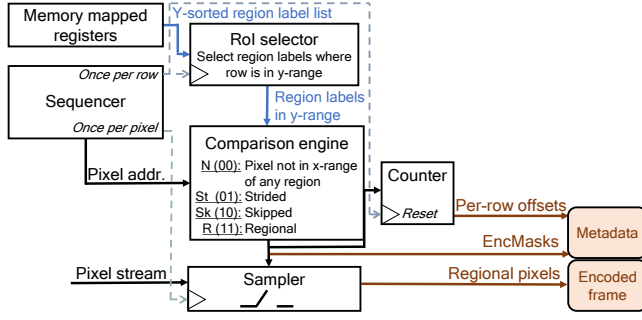 Memory mapped
registers
Y-sorted region label list
RoI selector
Select region labels where
row is in y-range
Once per row
Sequencer
Once per pixel
Region labels
in y-range
Comparison engine
N (00): Pixel not in x-range
of any region
St (01): Strided
Sk (10): Skipped
R (11): Regional
Pixel addr.
Counter
Reset
Per-row offsets
Metadata
EncMasks
Pixel stream
Sampler
Regional pixels
Encoded
frame